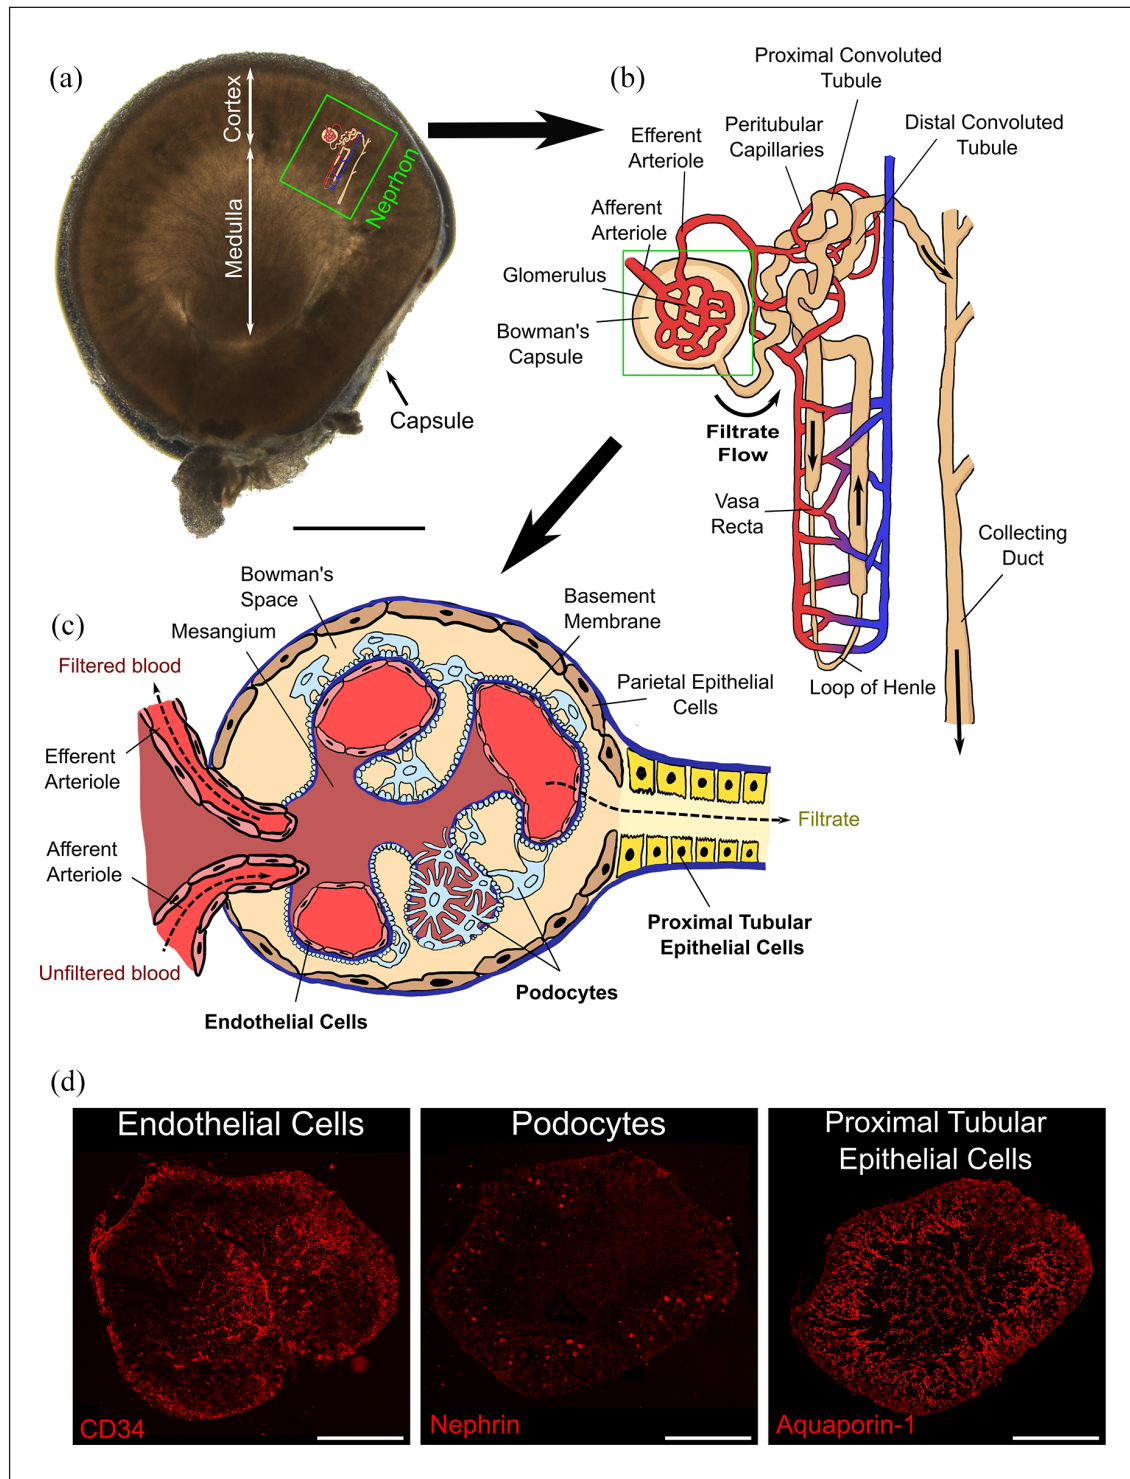 (a)
Cortex
Medulla
Neprhon
Capsule
(b)
Proximal Convoluted
Tubule
Efferent
Arteriole
Peritubular
Capillaries
Distal Convoluted
Tubule
Afferent
Arteriole
Glomerulus
Bowman's
Capsule
Filtrate
Flow
Vasa
Recta
Collecting
Duct
Loop of Henle
(c)
Bowman's
Space
Mesangium
Basement
Membrane
Filtered blood
Parietal Epithelial
Cells
Efferent
Arteriole
Filtrate
Afferent
Arteriole
Proximal Tubular
Epithelial Cells
Unfiltered blood
Podocytes
Endothelial Cells
(d)
Endothelial Cells
CD34
Podocytes
Nephrin
Proximal Tubular
Epithelial Cells
Aquaporin-1